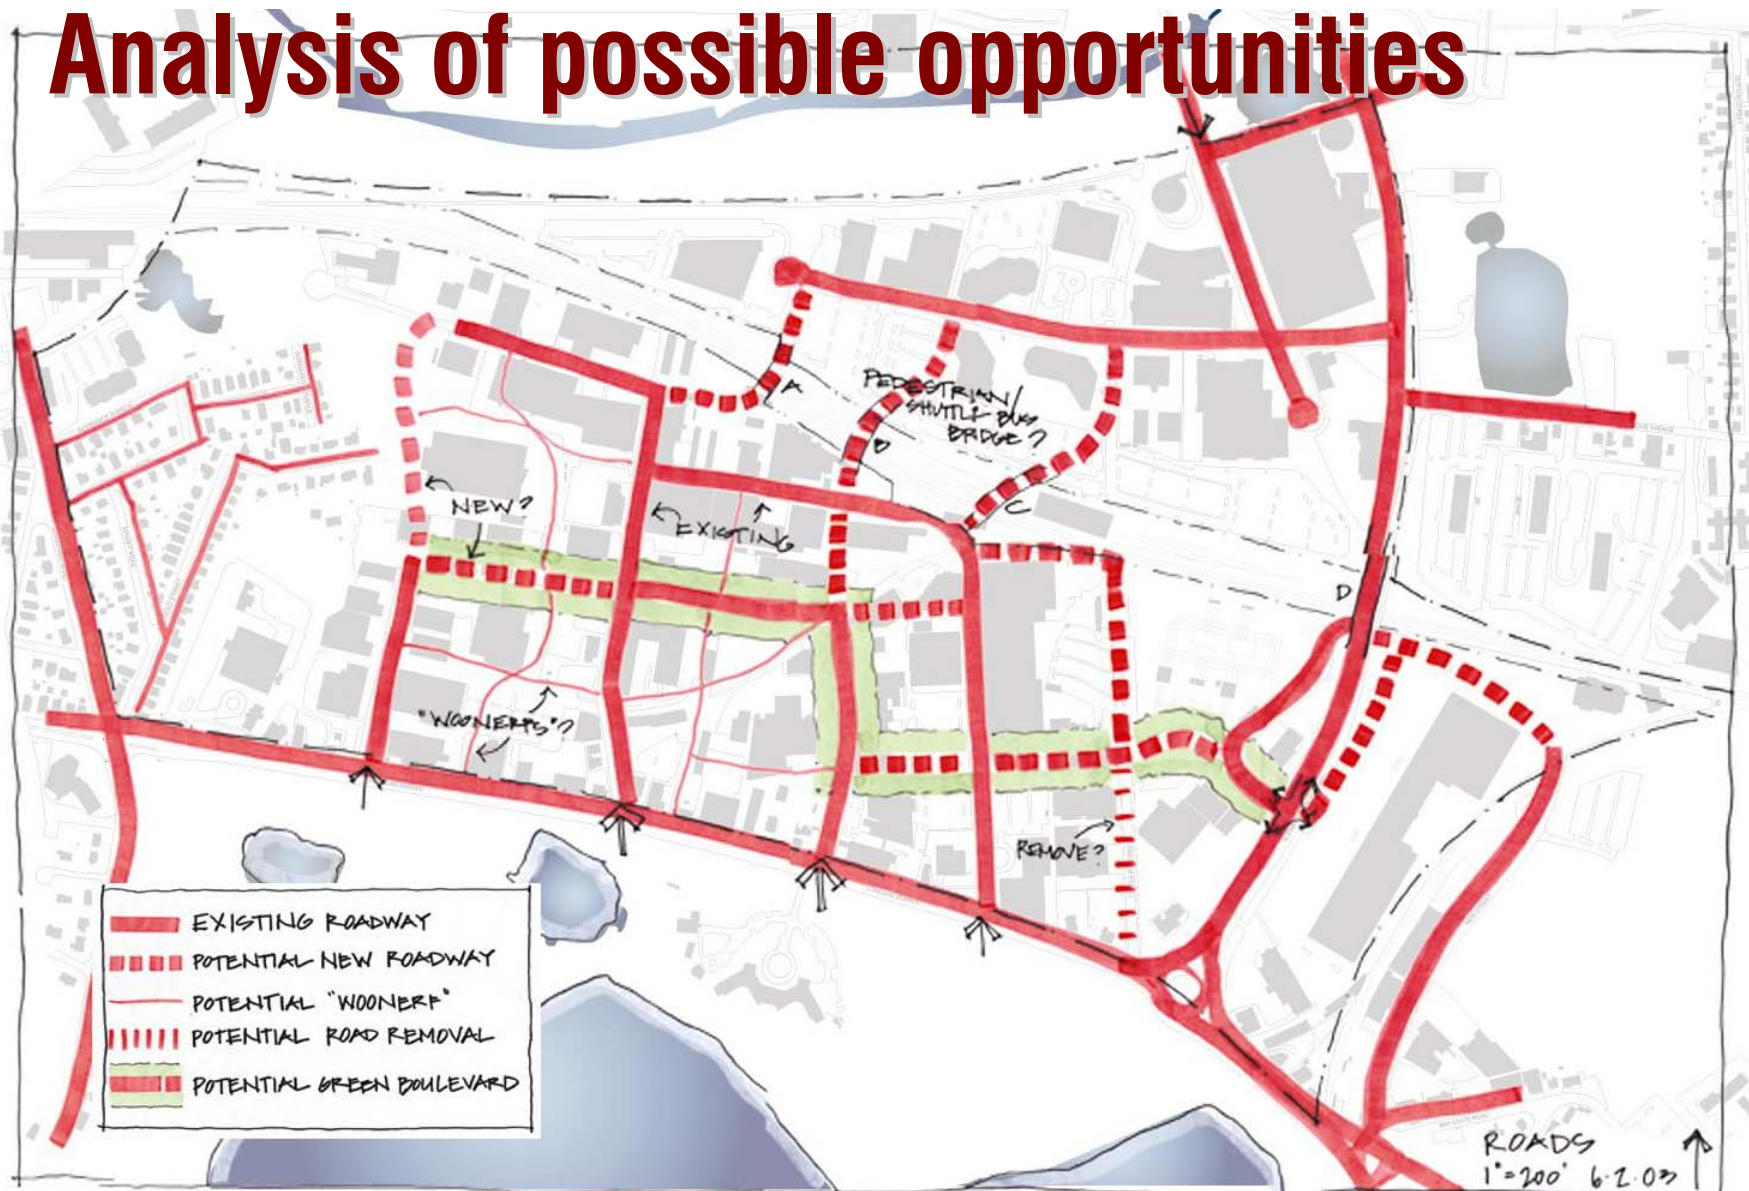 Analysis of possible opportunities
A
PEDESTRIAN/
SHUTTLE BUS
BRIDGE?
B
C
NEW?
EXISTING
D
"WOONERFS"?
REMOVE?
EXISTING ROADWAY
POTENTIAL NEW ROADWAY
POTENTIAL "WOONERF"
POTENTIAL ROAD REMOVAL
POTENTIAL GREEN BOULEVARD
ROADS
1"=200' 6.2.03